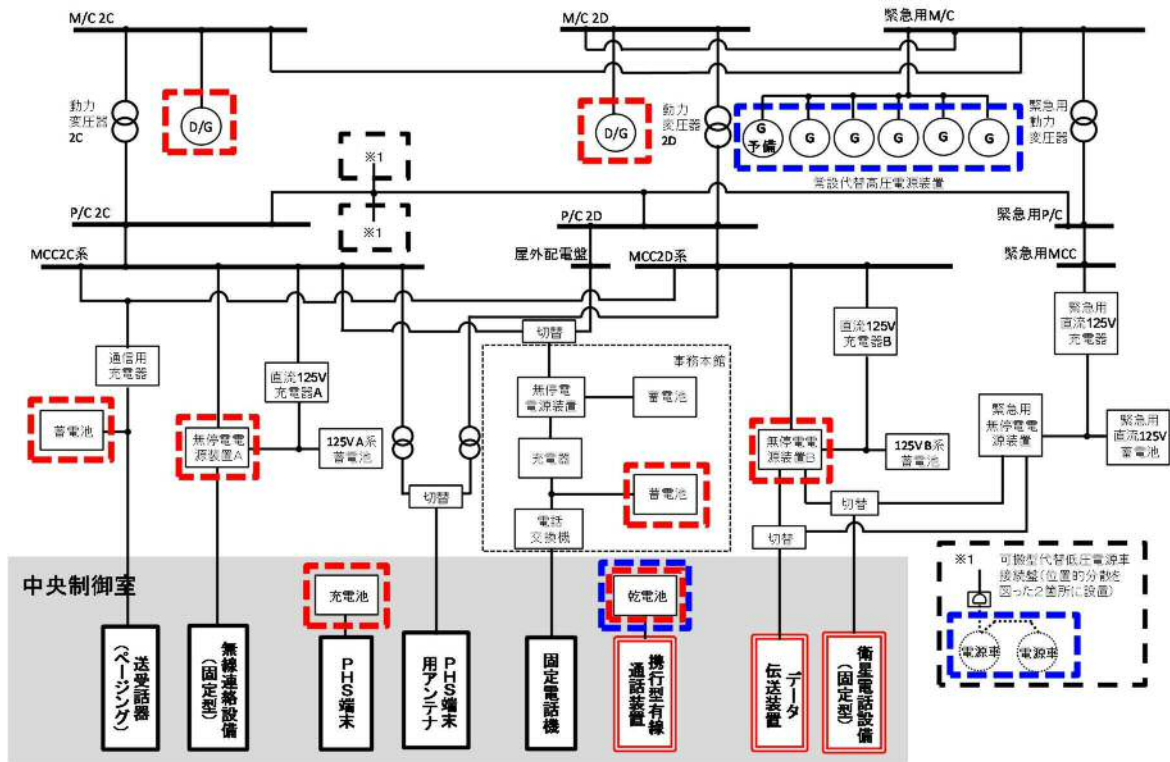 M/C 2C
M/C 2D
緊急用M/C
動力
変圧器
2C
D/G
D/G
動力
変圧器
2D
G
予備
G
G
G
G
G
緊急用
動力
変圧器
常設代替高圧電源装置
※1
※1
P/C 2C
P/C 2D
緊急用P/C
MCC2C系
屋外配電盤
MCC2D系
緊急用MCC
通信用
充電器
直流125V
充電器A
切替
事務本館
直流125V
充電器B
緊急用
直流125V
充電器
蓄電池
無停電電
源装置A
125V A系
蓄電池
無停電
電源装置
蓄電池
無停電電
源装置B
125V B系
蓄電池
緊急用
無停電電
源装置
緊急用
直流125V
蓄電池
充電器
切替
蓄電池
切替
電話
交換機
切替
中央制御室
充電池
乾電池
※1
可搬型代替低圧電源車
接続盤(位置的分散を
図った2箇所に設置)
電源車
電源車
送受話器
(ページング)
無線連絡設備
(固定型)
PHS端末
PHS端末
用アンテナ
固定電話機
携行型有線
通話装置
データ
伝送装置
衛星電話設備
(固定型)